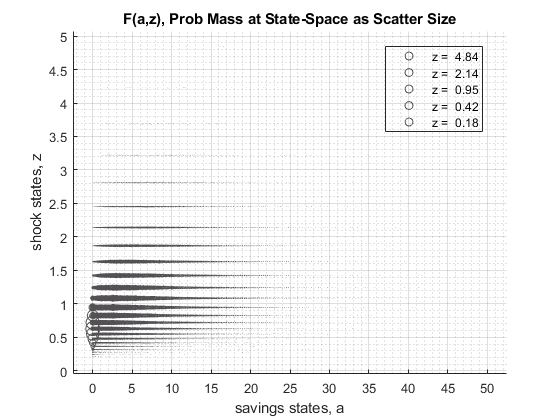 F(a,z), Prob Mass at State-Space as Scatter Size
z = 4.84
z = 2.14
z = 0.95
z = 0.42
z = 0.18
5
4.5
4
3.5
3
2.5
2
1.5
1
0.5
0
shock states, z
0 5 10 15 20 25 30 35 40 45 50
savings states, a